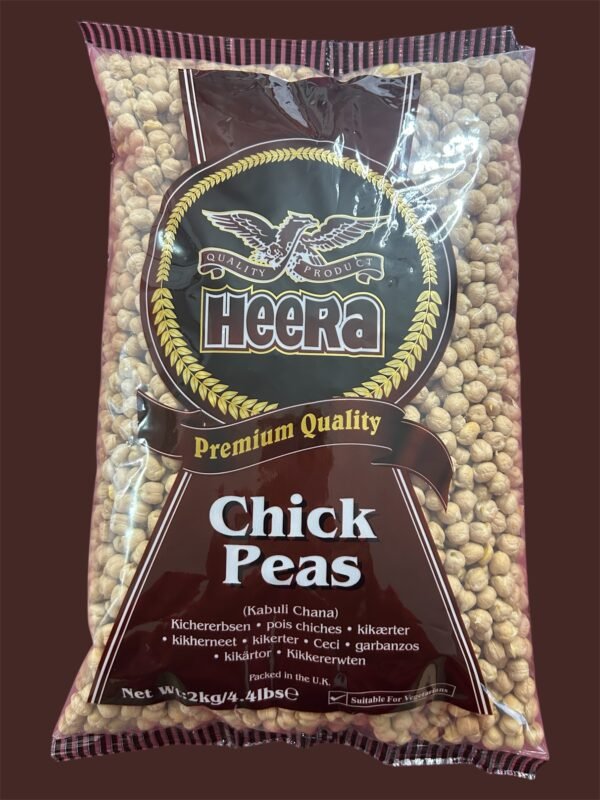 QUALITY PRODUCT
HEERa
Premium Quality
Chick
Peas
(Kabuli Chana)
Kichererbsen • pois chiches • kikærter
• kikherneet • kikerter • Ceci • garbanzos
• kikärtor • Kikkererwten
Packed in the U.K.
Net Wt:2kg/4.4lbs℮
Suitable For Vegetarians